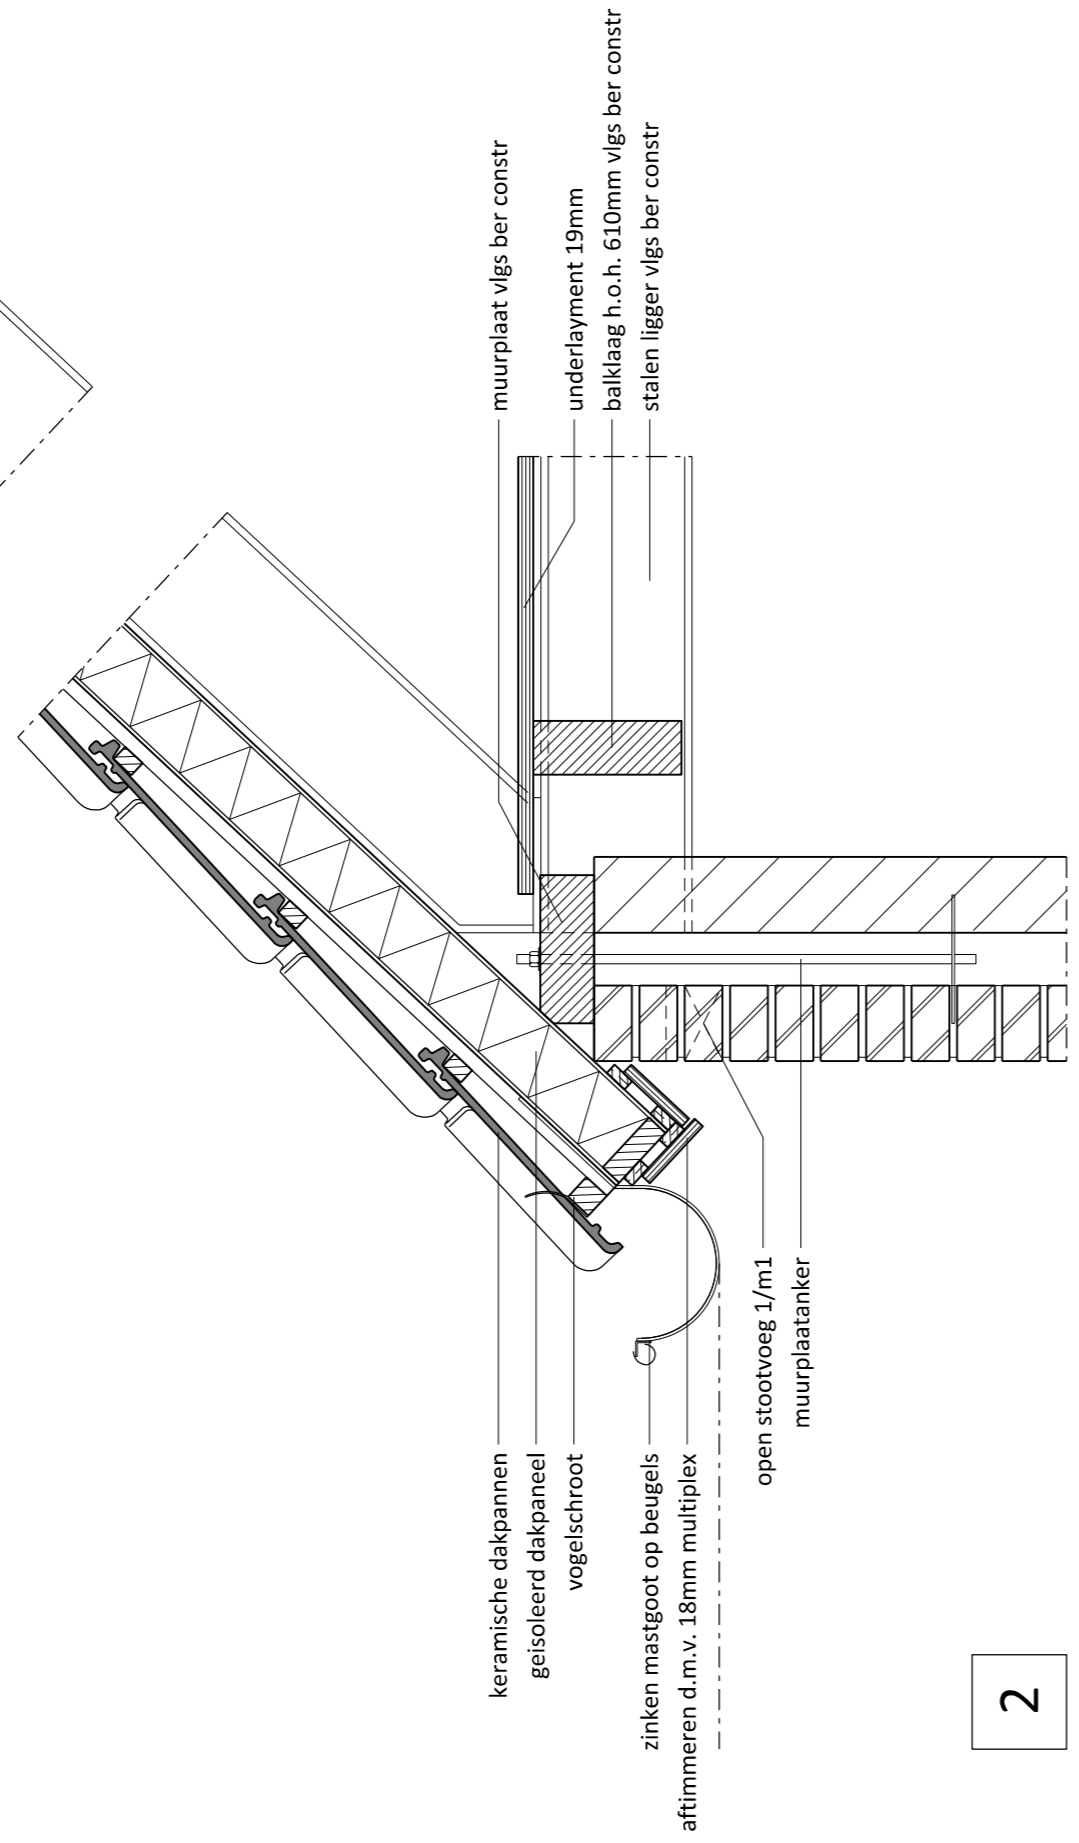 muurplaat vlgs ber constr
underlayment 19mm
balklaag h.o.h. 610mm vlgs ber constr
stalen ligger vlgs ber constr
keramische dakpannen
geisoleerd dakpaneel
vogelschroot
zinken mastgoot op beugels
aftimmeren d.m.v. 18mm multiplex
open stootvoeg 1/m1
muurplaatanker
2